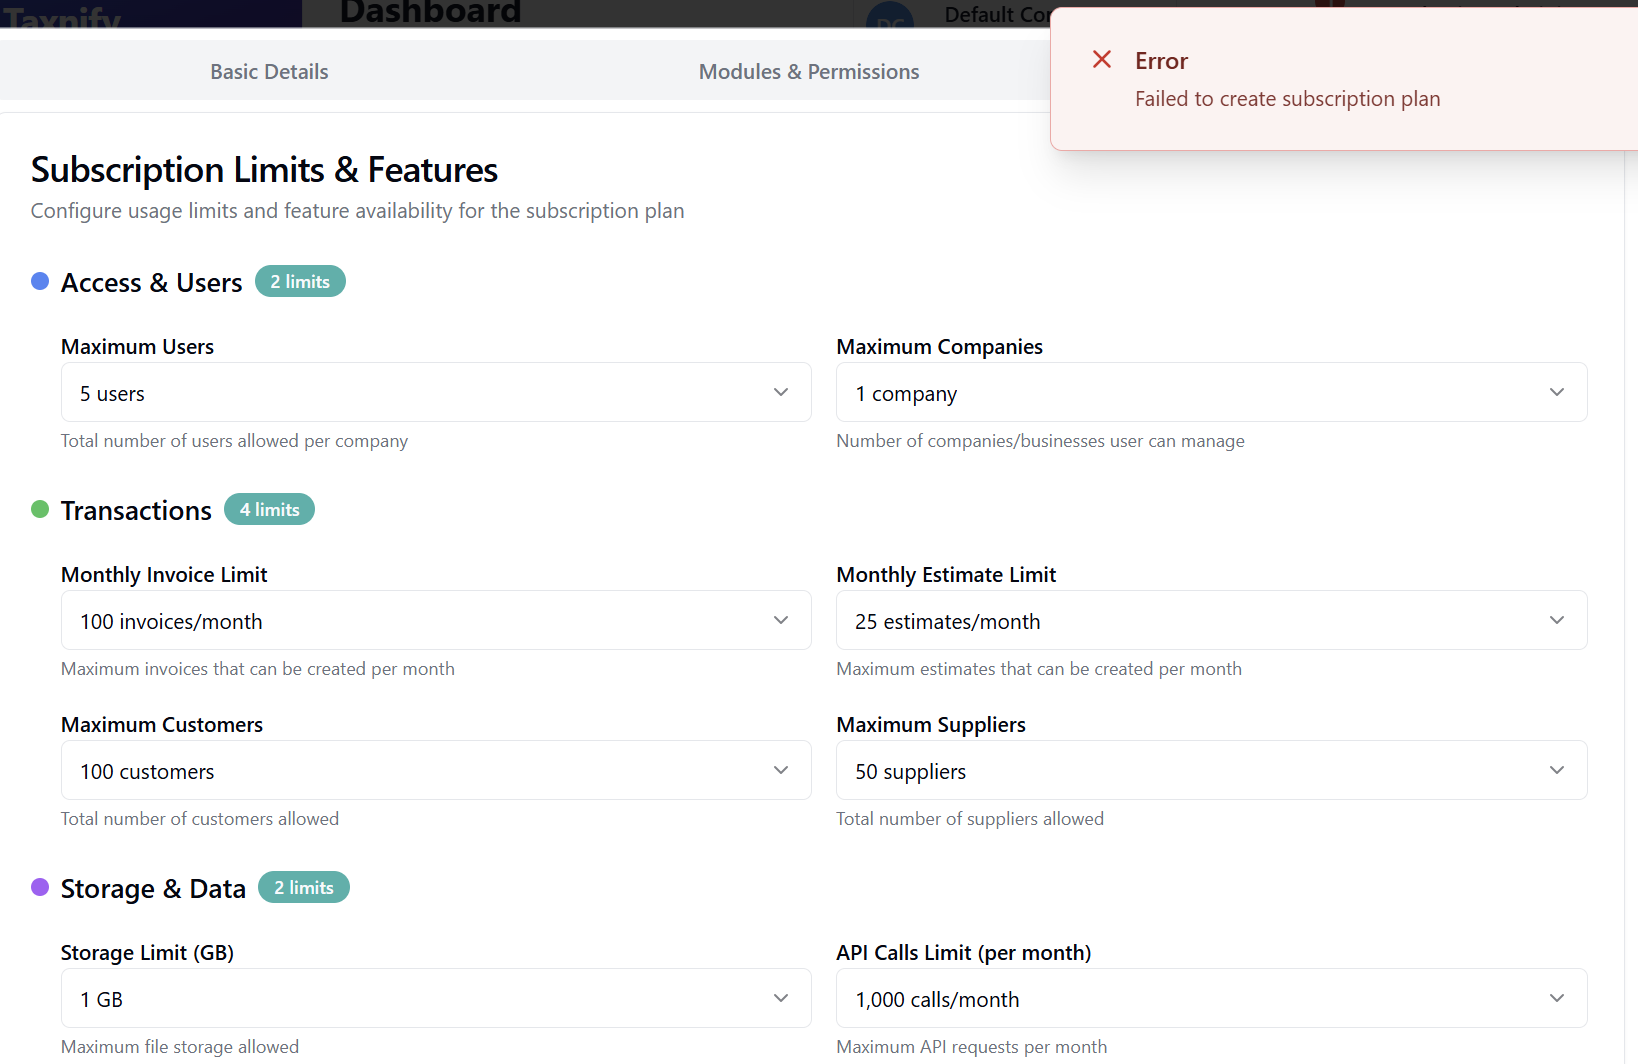 Taxnify
Dashboard
DC
Default Co
Basic Details
Modules & Permissions
Error
Failed to create subscription plan
Subscription Limits & Features
Configure usage limits and feature availability for the subscription plan
Access & Users
2 limits
Maximum Users
Maximum Companies
5 users
1 company
Total number of users allowed per company
Number of companies/businesses user can manage
Transactions
4 limits
Monthly Invoice Limit
Monthly Estimate Limit
100 invoices/month
25 estimates/month
Maximum invoices that can be created per month
Maximum estimates that can be created per month
Maximum Customers
Maximum Suppliers
100 customers
50 suppliers
Total number of customers allowed
Total number of suppliers allowed
Storage & Data
2 limits
Storage Limit (GB)
API Calls Limit (per month)
1 GB
1,000 calls/month
Maximum file storage allowed
Maximum API requests per month